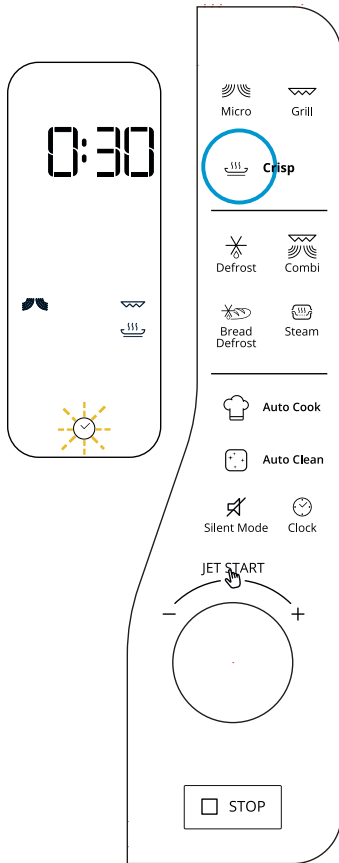 0:30
Micro Grill
Crisp
Defrost Combi
Bread Steam
Defrost
Auto Cook
Auto Clean
Silent Mode Clock
JET START
− +
STOP